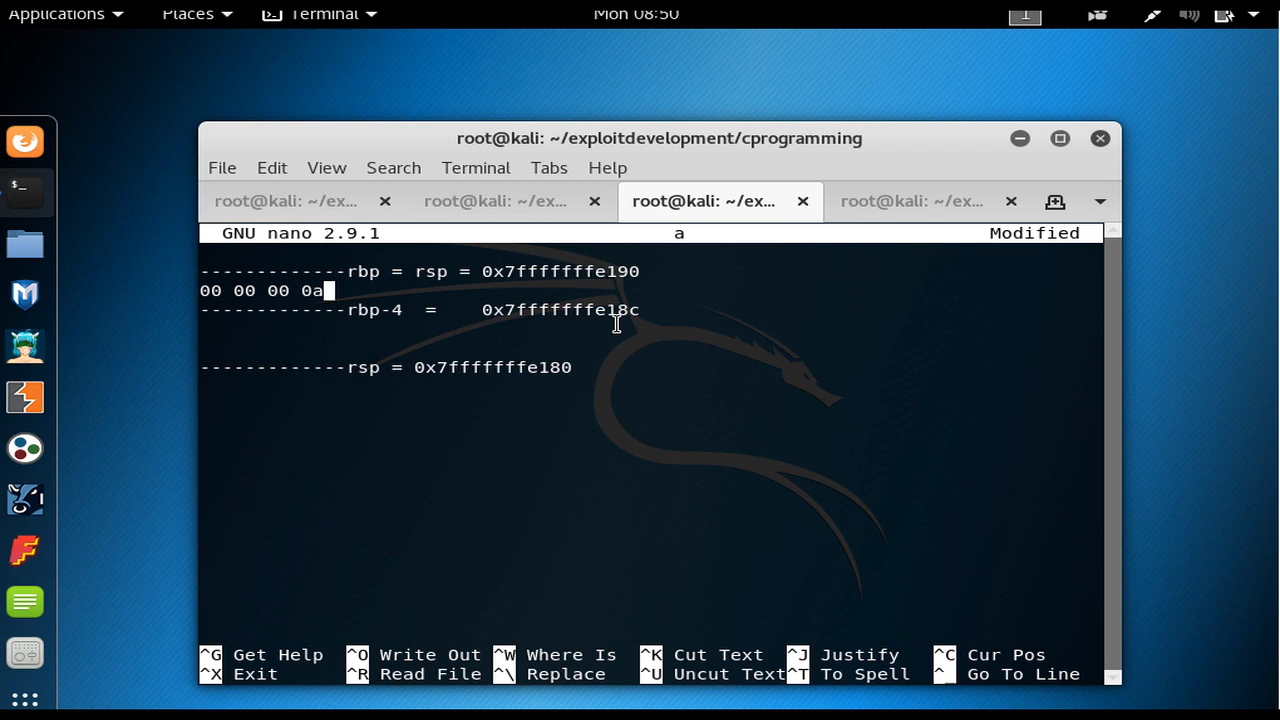 Applications Places Terminal Mon 08:50 1
root@kali: ~/exploitdevelopment/cprogramming
File Edit View Search Terminal Tabs Help
root@kali: ~/ex... root@kali: ~/ex... root@kali: ~/ex... root@kali: ~/ex...
GNU nano 2.9.1 a Modified
-------------rbp = rsp = 0x7fffffffe190
00 00 00 0a
-------------rbp-4 = 0x7fffffffe18c
-------------rsp = 0x7fffffffe180
^G Get Help ^O Write Out ^W Where Is ^K Cut Text ^J Justify ^C Cur Pos
^X Exit ^R Read File ^\ Replace ^U Uncut Text ^T To Spell ^_ Go To Line